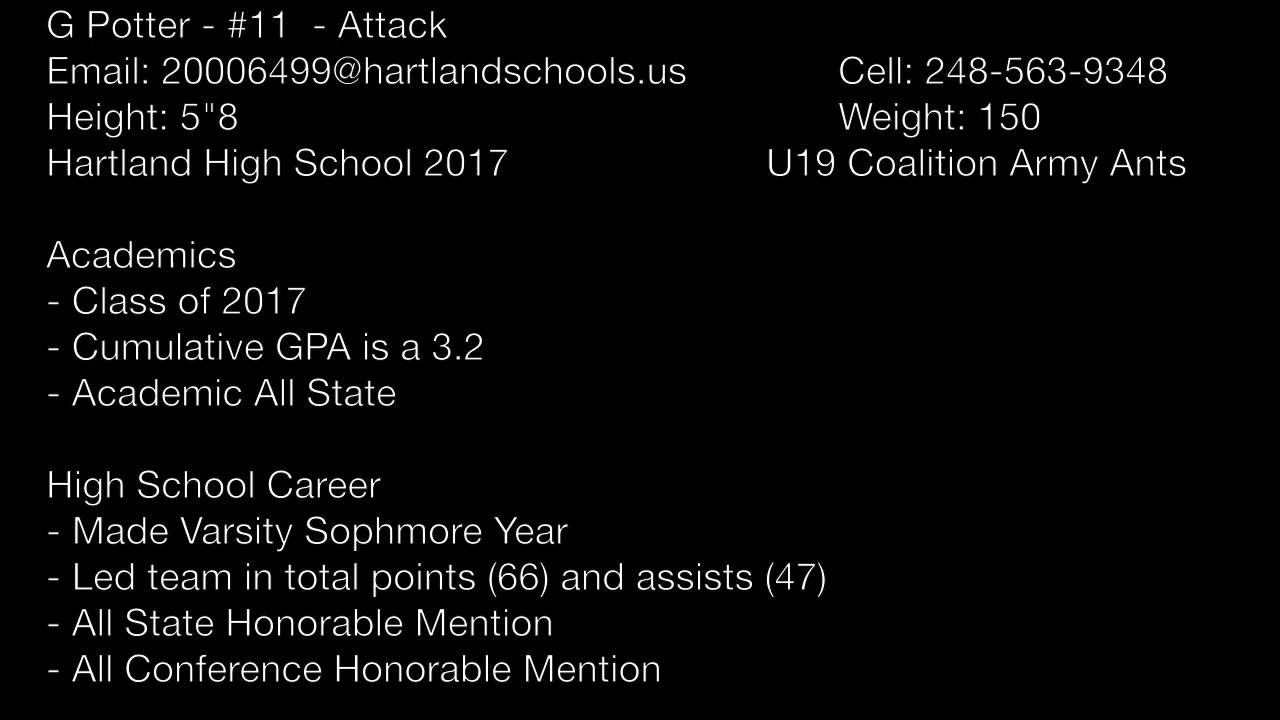 G Potter - #11 - Attack
Email: 20006499@hartlandschools.us Cell: 248-563-9348
Height: 5"8 Weight: 150
Hartland High School 2017 U19 Coalition Army Ants
Academics
- Class of 2017
- Cumulative GPA is a 3.2
- Academic All State
High School Career
- Made Varsity Sophmore Year
- Led team in total points (66) and assists (47)
- All State Honorable Mention
- All Conference Honorable Mention